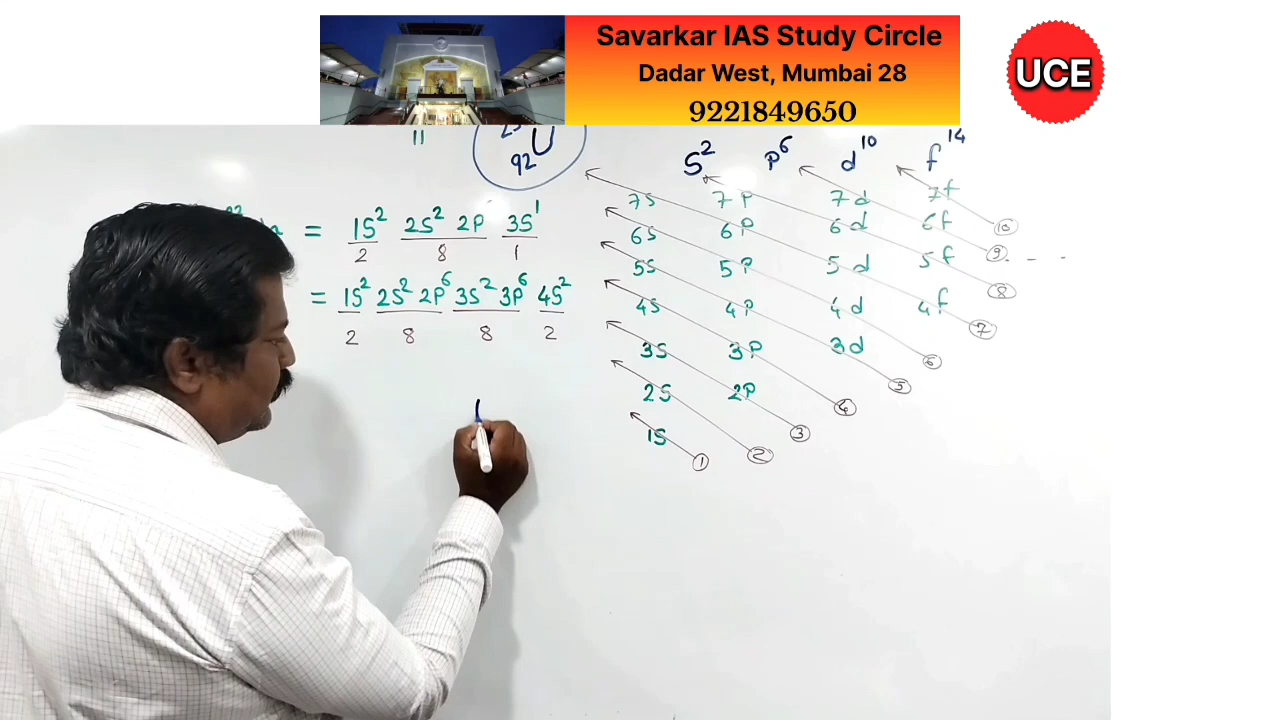 Savarkar IAS Study Circle
Dadar West, Mumbai 28
9221849650
UCE
11
92 U
S² P⁶ d¹⁰ f¹⁴
7S 7P 7d 7f
6S 6P 6d 6f
5S 5P 5d 5f - - -
4S 4P 4d 4f
3S 3P 3d
2S 2P
1S
① ② ③ ④ ⑤ ⑥ ⑦ ⑧ ⑨ ⑩
= 1S² 2S² 2P 3S¹
2 8 1
= 1S² 2S² 2P⁶ 3S² 3P⁶ 4S²
2 8 8 2